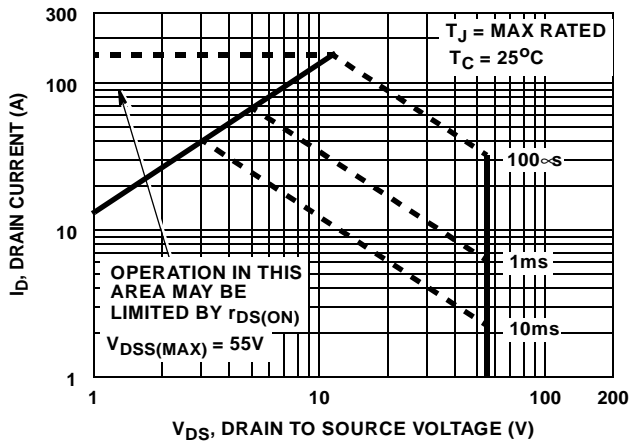 300
100
10
1
I_D, DRAIN CURRENT (A)
T_J = MAX RATED
T_C = 25°C
100∞s
1ms
10ms
OPERATION IN THIS
AREA MAY BE
LIMITED BY r_DS(ON)
V_DSS(MAX) = 55V
1
10
100
200
V_DS, DRAIN TO SOURCE VOLTAGE (V)